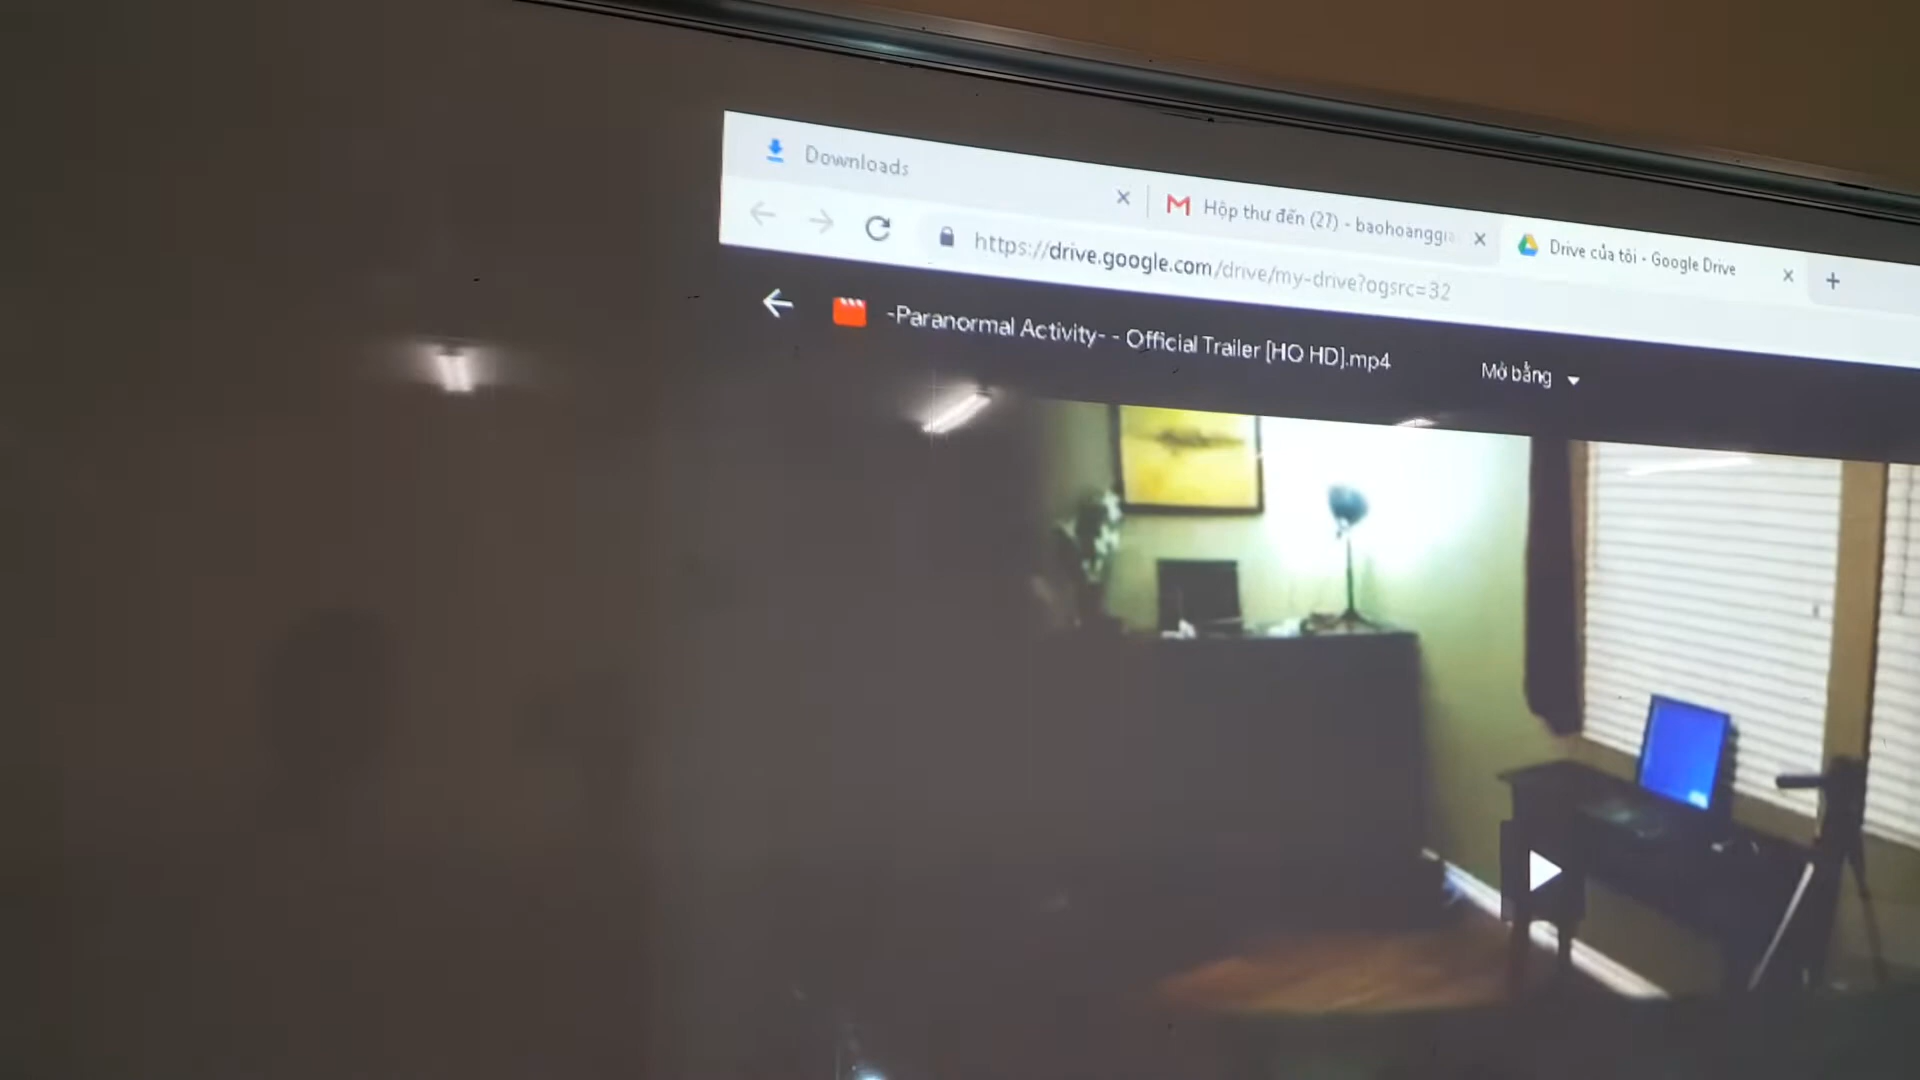 Downloads
Hộp thư đến (27) - baohoanggia
Drive của tôi - Google Drive
https://drive.google.com/drive/my-drive?ogsrc=32
-Paranormal Activity- - Official Trailer [HQ HD].mp4
Mở bằng